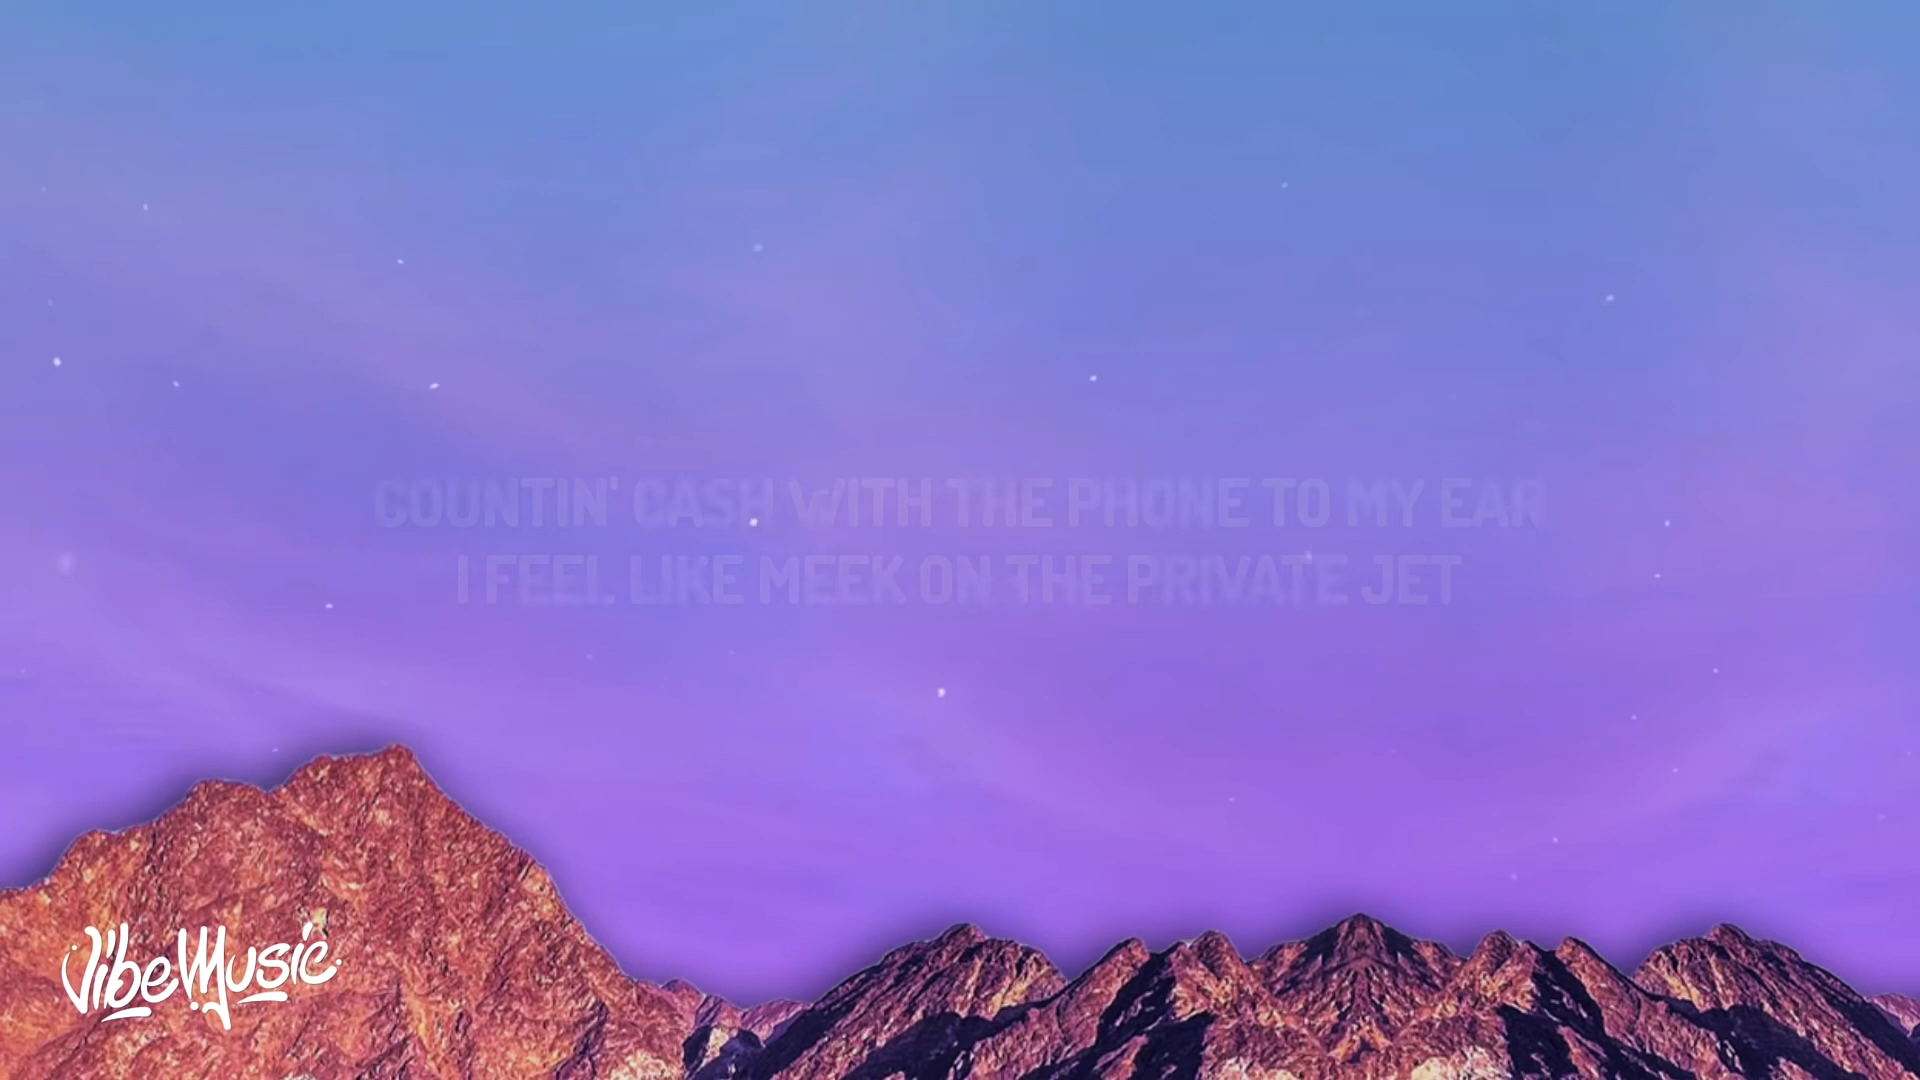 COUNTIN' CASH WITH THE PHONE TO MY EAR
I FEEL LIKE MEEK ON THE PRIVATE JET
VibeMusic